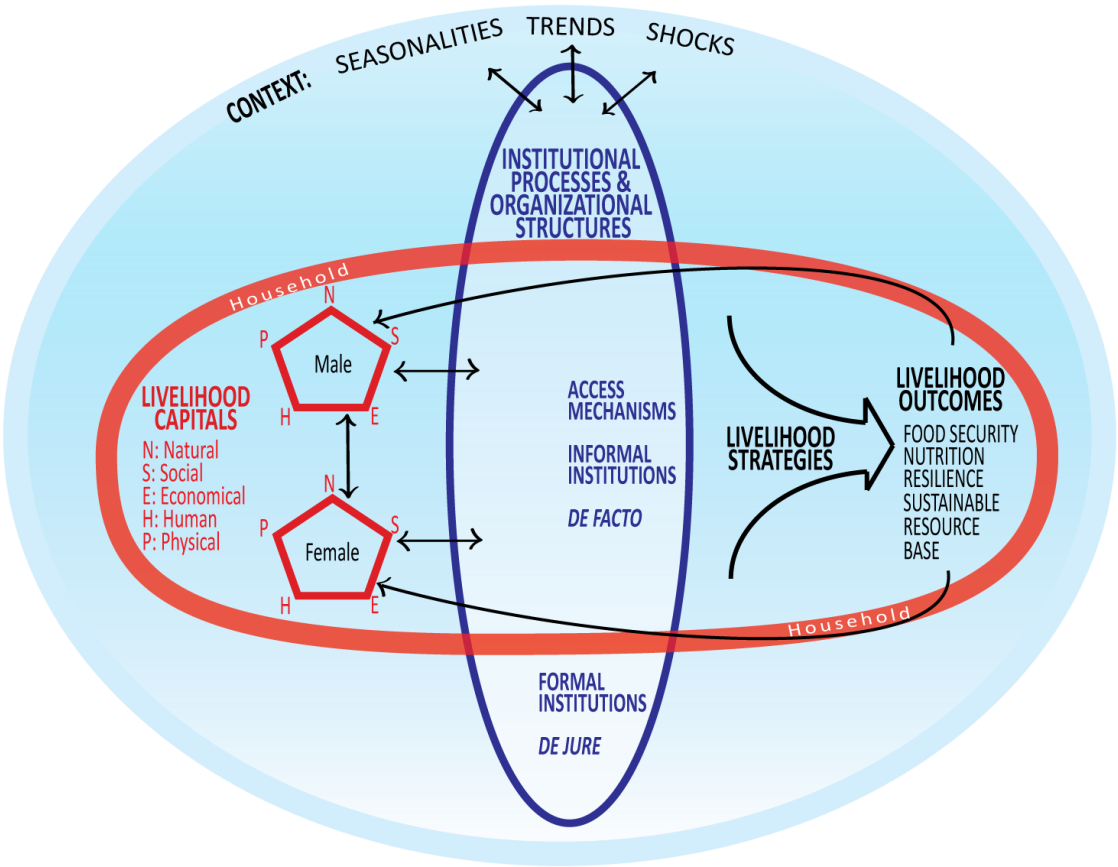 CONTEXT:
SEASONALITIES
TRENDS
SHOCKS
INSTITUTIONAL
PROCESSES &
ORGANIZATIONAL
STRUCTURES
Household
N
P
S
Male
H
E
LIVELIHOOD
CAPITALS
N: Natural
S: Social
E: Economical
H: Human
P: Physical
N
P
S
Female
H
E
ACCESS
MECHANISMS
INFORMAL
INSTITUTIONS
DE FACTO
LIVELIHOOD
STRATEGIES
LIVELIHOOD
OUTCOMES
FOOD SECURITY
NUTRITION
RESILIENCE
SUSTAINABLE
RESOURCE
BASE
Household
FORMAL
INSTITUTIONS
DE JURE